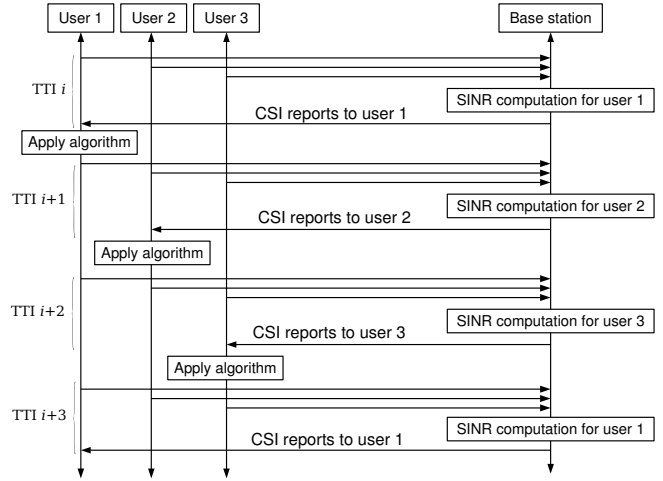 User 1
User 2
User 3
Base station
TTI i
SINR computation for user 1
CSI reports to user 1
Apply algorithm
TTI i+1
SINR computation for user 2
CSI reports to user 2
Apply algorithm
TTI i+2
SINR computation for user 3
CSI reports to user 3
Apply algorithm
TTI i+3
SINR computation for user 1
CSI reports to user 1